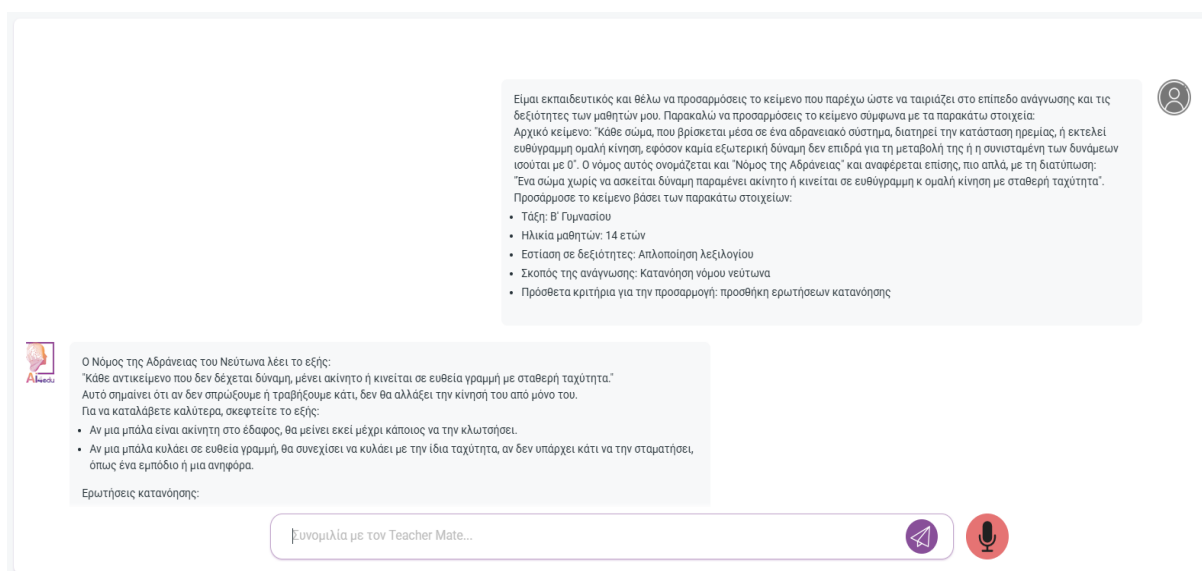 Είμαι εκπαιδευτικός και θέλω να προσαρμόσεις το κείμενο που παρέχω ώστε να ταιριάζει στο επίπεδο ανάγνωσης και τις
δεξιότητες των μαθητών μου. Παρακαλώ να προσαρμόσεις το κείμενο σύμφωνα με τα παρακάτω στοιχεία:
Αρχικό κείμενο: "Κάθε σώμα, που βρίσκεται μέσα σε ένα αδρανειακό σύστημα, διατηρεί την κατάσταση ηρεμίας, ή εκτελεί
ευθύγραμμη ομαλή κίνηση, εφόσον καμία εξωτερική δύναμη δεν επιδρά για τη μεταβολή της ή η συνισταμένη των δυνάμεων
ισούται με 0". Ο νόμος αυτός ονομάζεται και "Νόμος της Αδράνειας" και αναφέρεται επίσης, πιο απλά, με τη διατύπωση:
"Ένα σώμα χωρίς να ασκείται δύναμη παραμένει ακίνητο ή κινείται σε ευθύγραμμη κ ομαλή κίνηση με σταθερή ταχύτητα".
Προσάρμοσε το κείμενο βάσει των παρακάτω στοιχείων:
• Τάξη: Β' Γυμνασίου
• Ηλικία μαθητών: 14 ετών
• Εστίαση σε δεξιότητες: Απλοποίηση λεξιλογίου
• Σκοπός της ανάγνωσης: Κατανόηση νόμου νεύτωνα
• Πρόσθετα κριτήρια για την προσαρμογή: προσθήκη ερωτήσεων κατανόησης
AI4edu
Ο Νόμος της Αδράνειας του Νεύτωνα λέει το εξής:
"Κάθε αντικείμενο που δεν δέχεται δύναμη, μένει ακίνητο ή κινείται σε ευθεία γραμμή με σταθερή ταχύτητα."
Αυτό σημαίνει ότι αν δεν σπρώξουμε ή τραβήξουμε κάτι, δεν θα αλλάξει την κίνησή του από μόνο του.
Για να καταλάβετε καλύτερα, σκεφτείτε το εξής:
• Αν μια μπάλα είναι ακίνητη στο έδαφος, θα μείνει εκεί μέχρι κάποιος να την κλωτσήσει.
• Αν μια μπάλα κυλάει σε ευθεία γραμμή, θα συνεχίσει να κυλάει με την ίδια ταχύτητα, αν δεν υπάρχει κάτι να την σταματήσει,
όπως ένα εμπόδιο ή μια ανηφόρα.
Ερωτήσεις κατανόησης:
Συνομιλία με τον Teacher Mate...